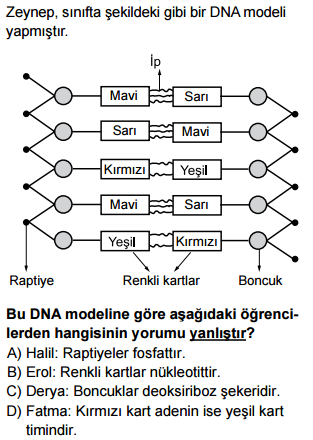 Zeynep, sınıfta şekildeki gibi bir DNA modeli
yapmıştır.
İp
Mavi Sarı
Sarı Mavi
Kırmızı Yeşil
Mavi Sarı
Yeşil Kırmızı
Raptiye Renkli kartlar Boncuk
Bu DNA modeline göre aşağıdaki öğrenci-
lerden hangisinin yorumu yanlıştır?
A) Halil: Raptiyeler fosfattır.
B) Erol: Renkli kartlar nükleotittir.
C) Derya: Boncuklar deoksiriboz şekeridir.
D) Fatma: Kırmızı kart adenin ise yeşil kart
timindir.